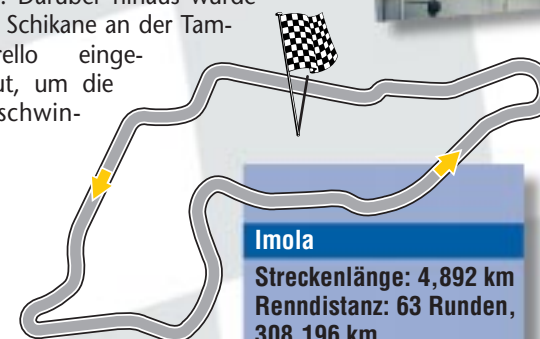 Darüber hinaus wurde
Schikane an der Tam-
rello einge-
ut, um die
schwin-
Imola
Streckenlänge: 4,892 km
Renndistanz: 63 Runden,
308,196 km